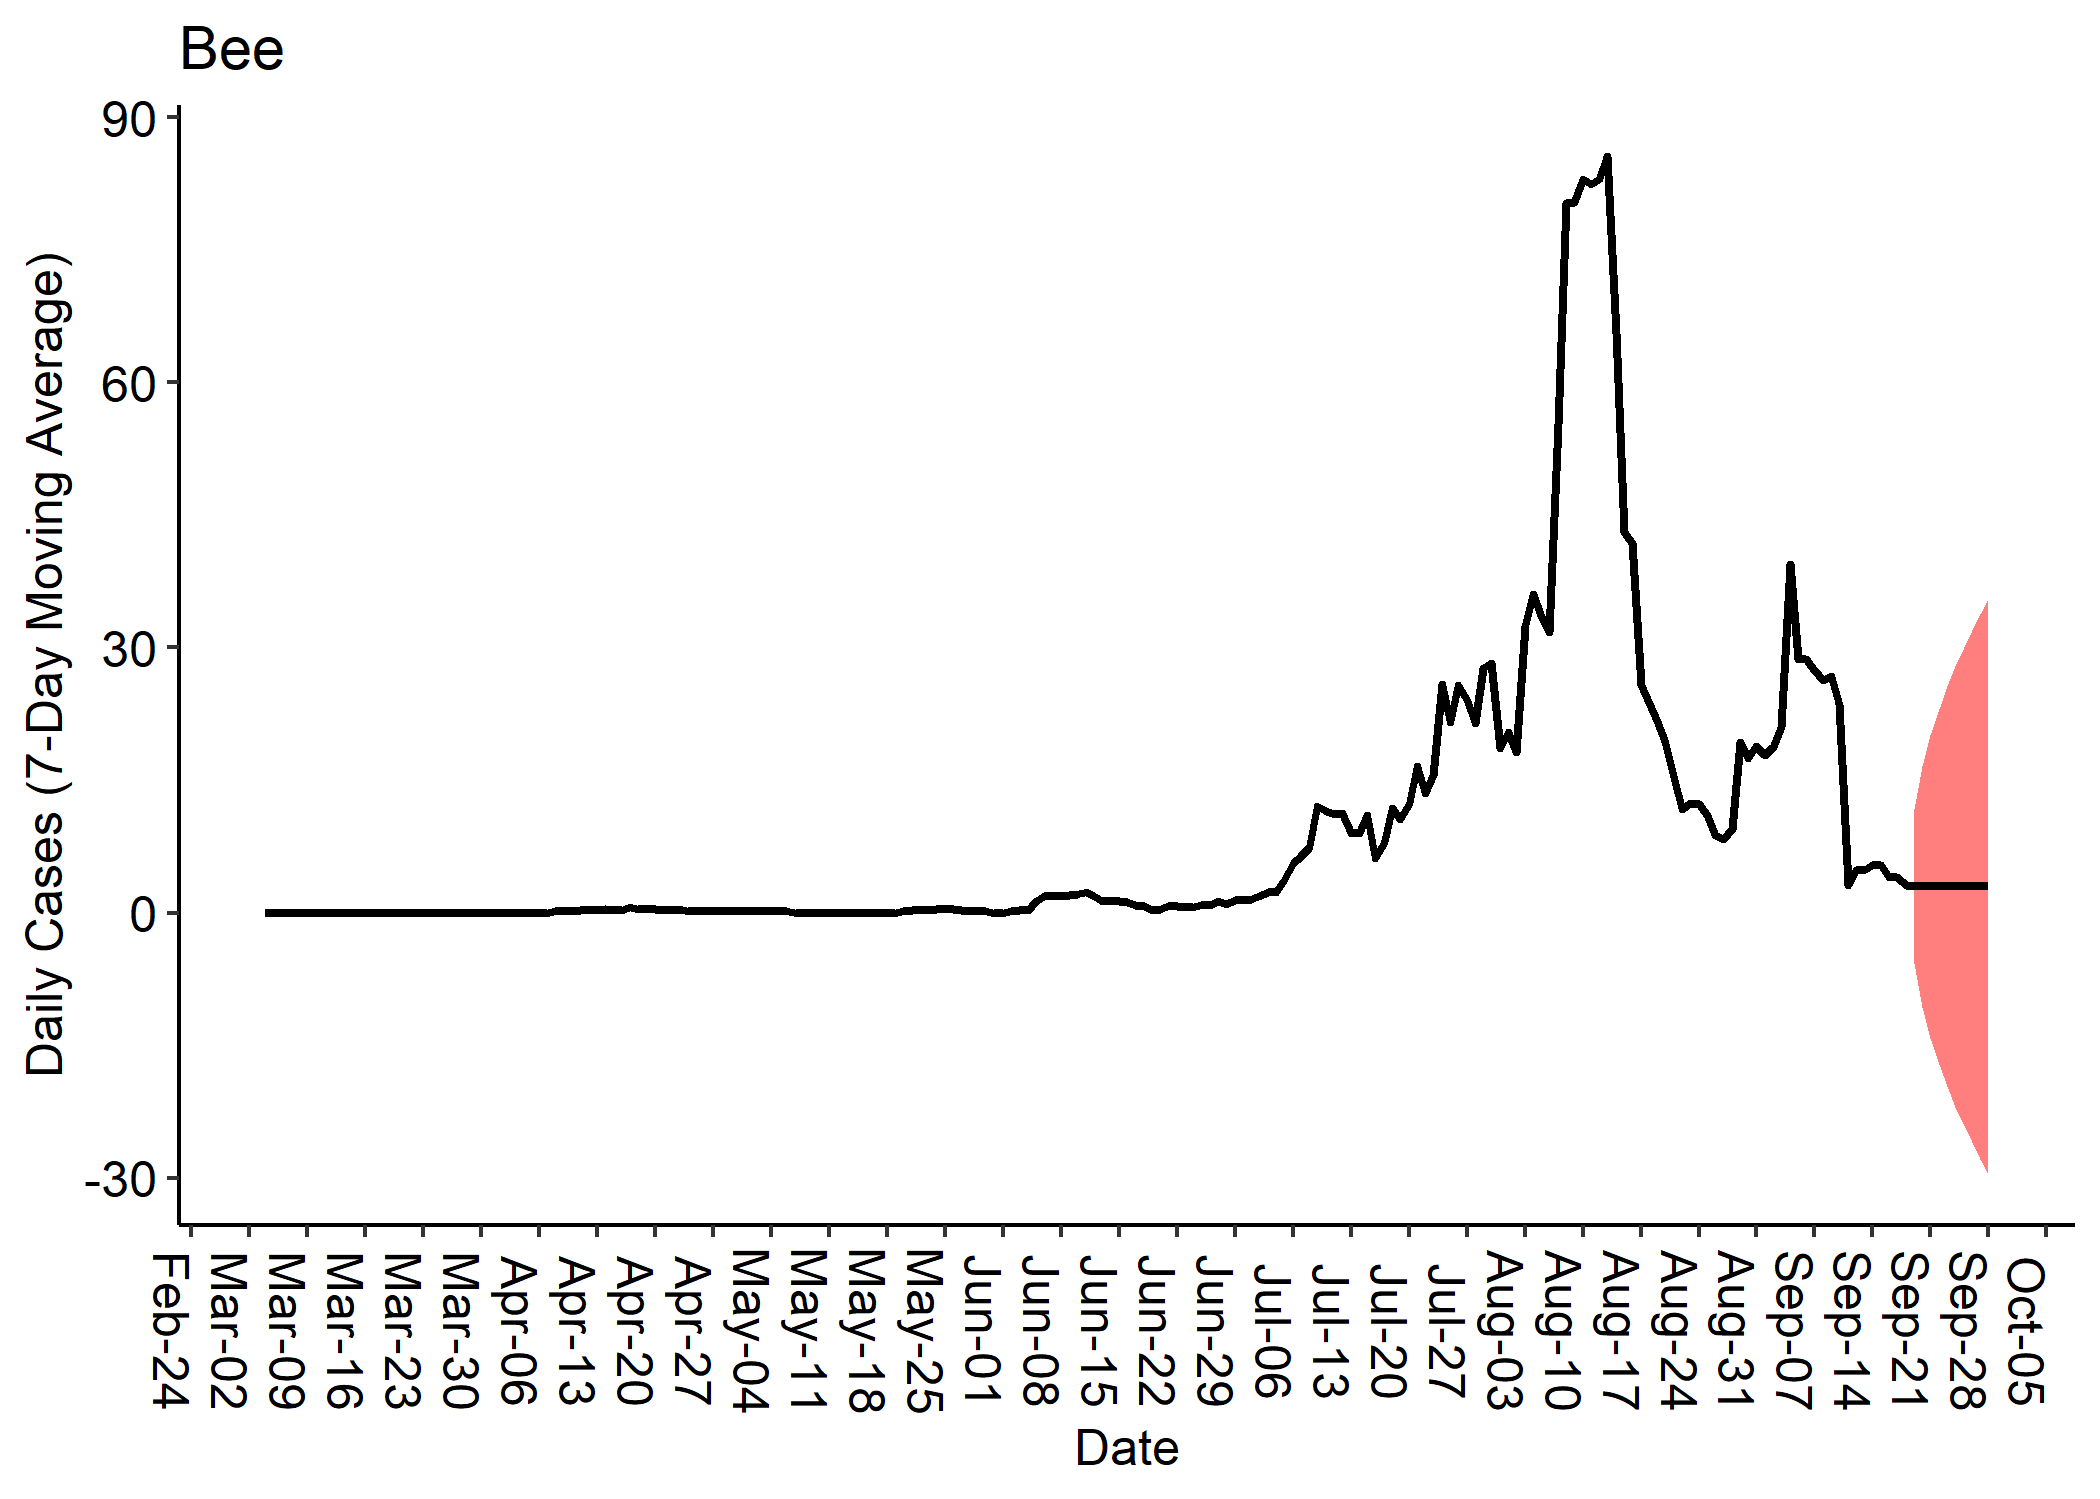 Bee
90
60
30
0
-30
Daily Cases (7-Day Moving Average)
Feb-24
Mar-02
Mar-09
Mar-16
Mar-23
Mar-30
Apr-06
Apr-13
Apr-20
Apr-27
May-04
May-11
May-18
May-25
Jun-01
Jun-08
Jun-15
Jun-22
Jun-29
Jul-06
Jul-13
Jul-20
Jul-27
Aug-03
Aug-10
Aug-17
Aug-24
Aug-31
Sep-07
Sep-14
Sep-21
Sep-28
Oct-05
Date